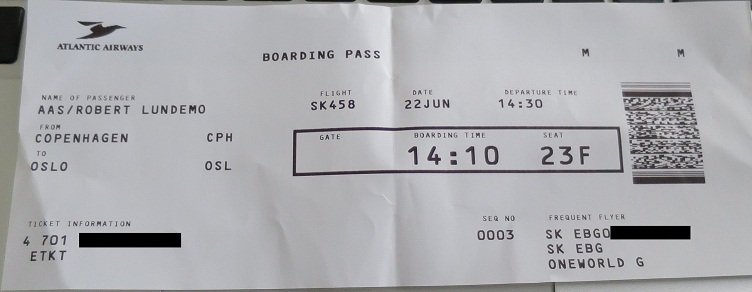 ATLANTIC AIRWAYS
BOARDING PASS M M
NAME OF PASSENGER FLIGHT DATE DEPARTURE TIME
AAS/ROBERT LUNDEMO SK458 22JUN 14:30
FROM
COPENHAGEN CPH
GATE BOARDING TIME SEAT
14:10 23F
TO
OSLO OSL
TICKET INFORMATION SEQ NO FREQUENT FLYER
4 701 0003 SK EBGO
ETKT SK EBG
ONEWORLD G